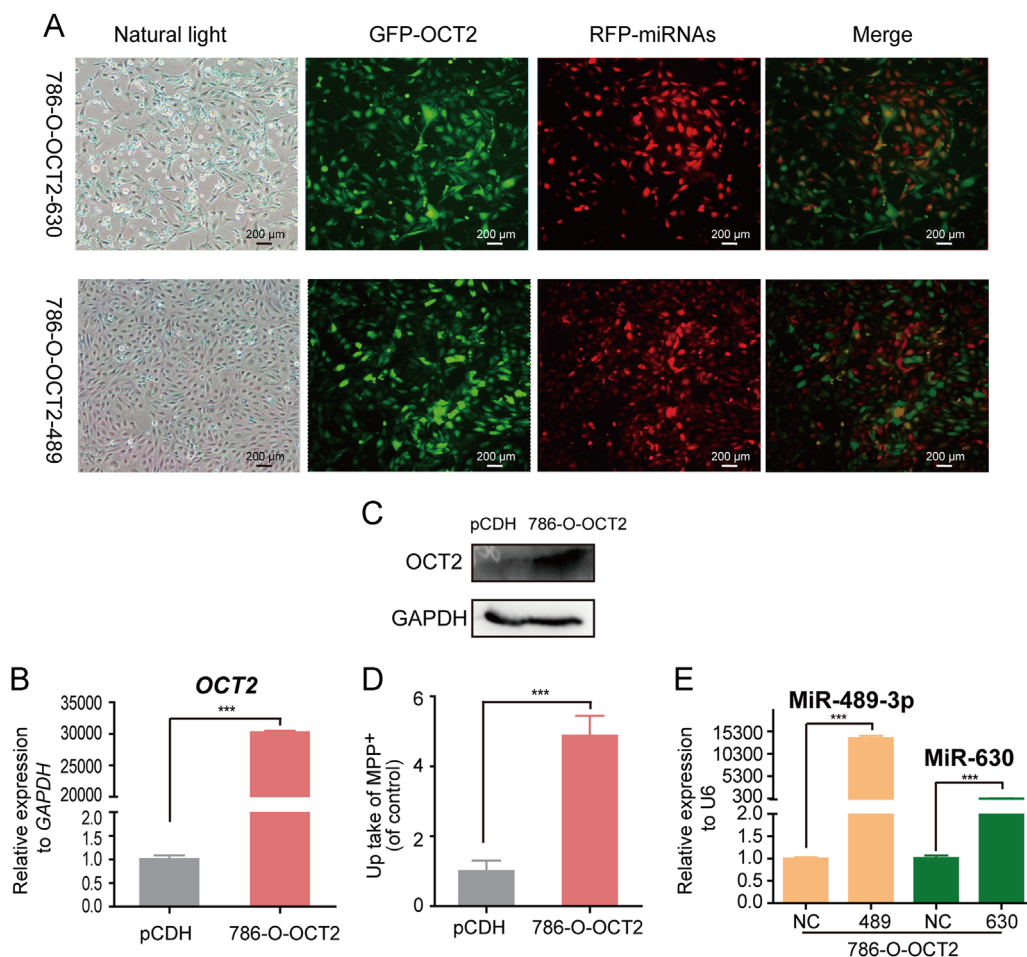 A
Natural light GFP-OCT2 RFP-miRNAs Merge
786-O-OCT2-630
200 μm 200 μm 200 μm 200 μm
786-O-OCT2-489
200 μm 200 μm 200 μm 200 μm
C
pCDH 786-O-OCT2
OCT2
GAPDH
B
OCT2
Relative expression
to GAPDH
35000
30000
25000
20000
2.0
1.5
1.0
0.5
0.0
***
pCDH 786-O-OCT2
D
Up take of MPP+
(of control)
6
4
2
0
***
pCDH 786-O-OCT2
E
MiR-489-3p
MiR-630
Relative expression
to U6
15300
10300
5300
300
2.0
1.5
1.0
0.5
0.0
***
***
NC 489 NC 630
786-O-OCT2